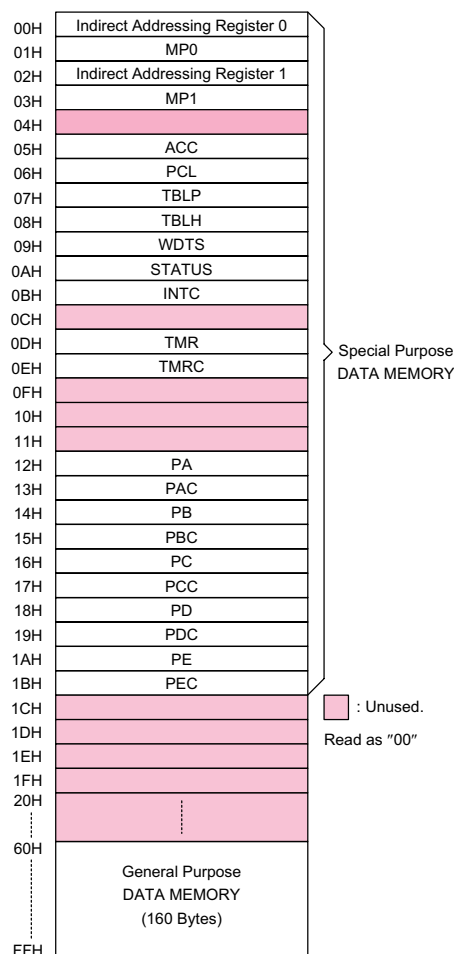 00H Indirect Addressing Register 0
01H MP0
02H Indirect Addressing Register 1
03H MP1
04H
05H ACC
06H PCL
07H TBLP
08H TBLH
09H WDTS
0AH STATUS
0BH INTC
0CH
0DH TMR
0EH TMRC
0FH
10H
11H
12H PA
13H PAC
14H PB
15H PBC
16H PC
17H PCC
18H PD
19H PDC
1AH PE
1BH PEC
1CH
1DH
1EH
1FH
20H
60H
FFH
General Purpose
DATA MEMORY
(160 Bytes)
Special Purpose
DATA MEMORY
: Unused.
Read as "00"